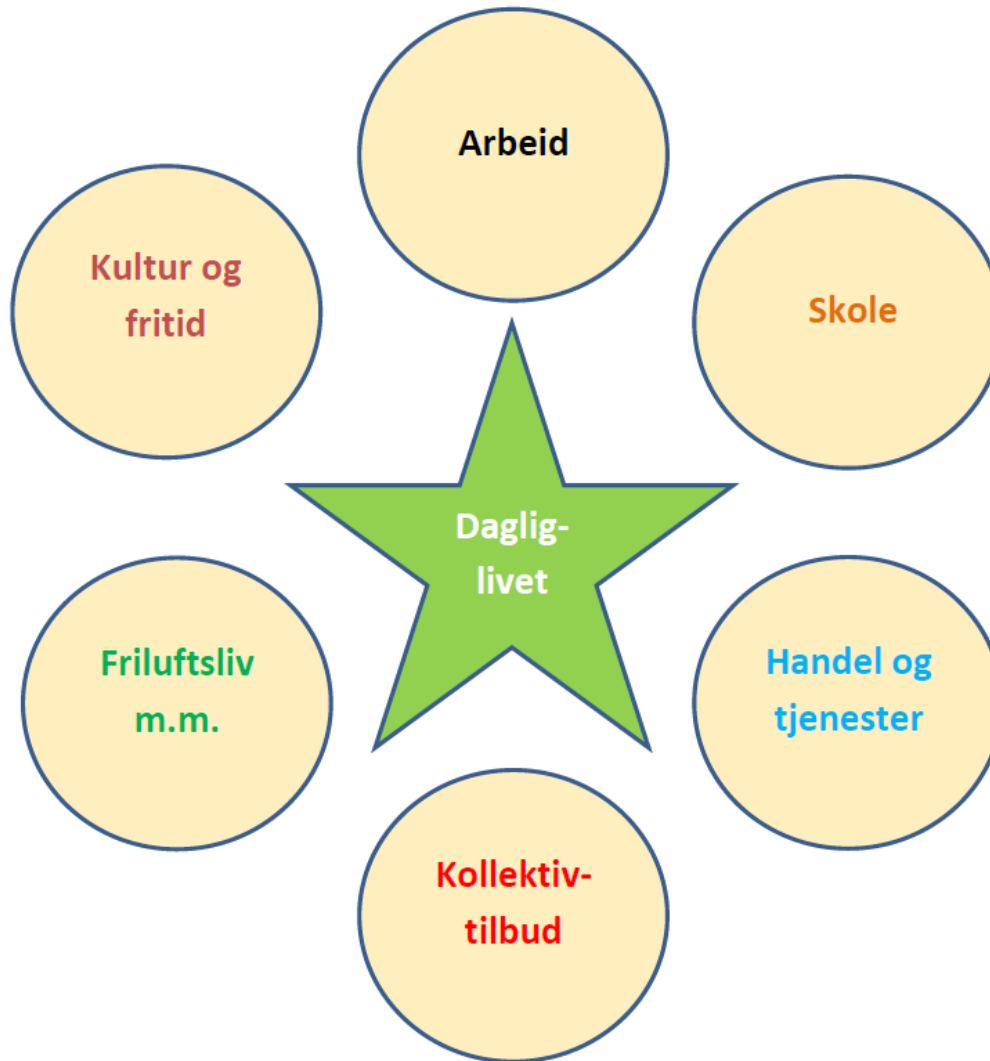 Arbeid
Kultur og
fritid
Skole
Daglig-
livet
Friluftsliv
m.m.
Handel og
tjenester
Kollektiv-
tilbud